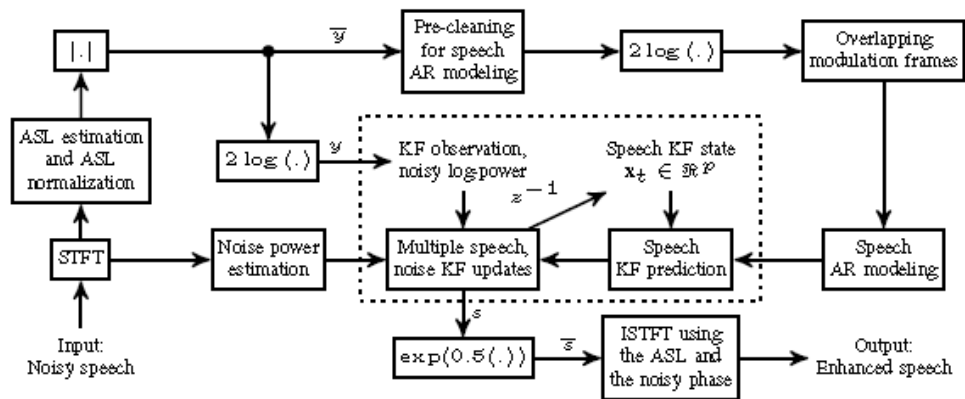 |.|
y̅
Pre-cleaning
for speech
AR modeling
2 log (.)
Overlapping
modulation frames
ASL estimation
and ASL
normalization
2 log (.)
y
KF observation,
noisy log-power
z⁻¹
Speech KF state
𝐱ₜ ∈ ℜᵖ
STFT
Noise power
estimation
Multiple speech,
noise KF updates
Speech
KF prediction
Speech
AR modeling
s
Input:
Noisy speech
exp(0.5(.))
s̅
ISTFT using
the ASL and
the noisy phase
Output:
Enhanced speech